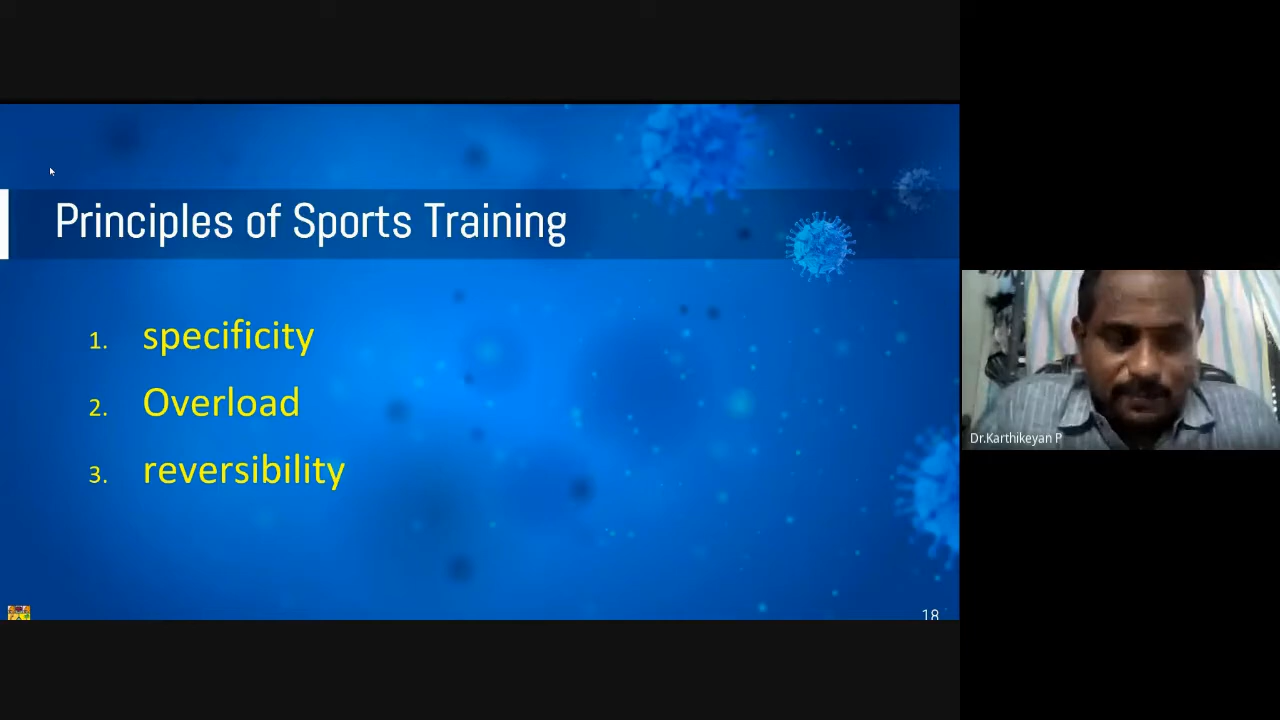 Principles of Sports Training
1. specificity
2. Overload
3. reversibility
18
Dr.Karthikeyan P